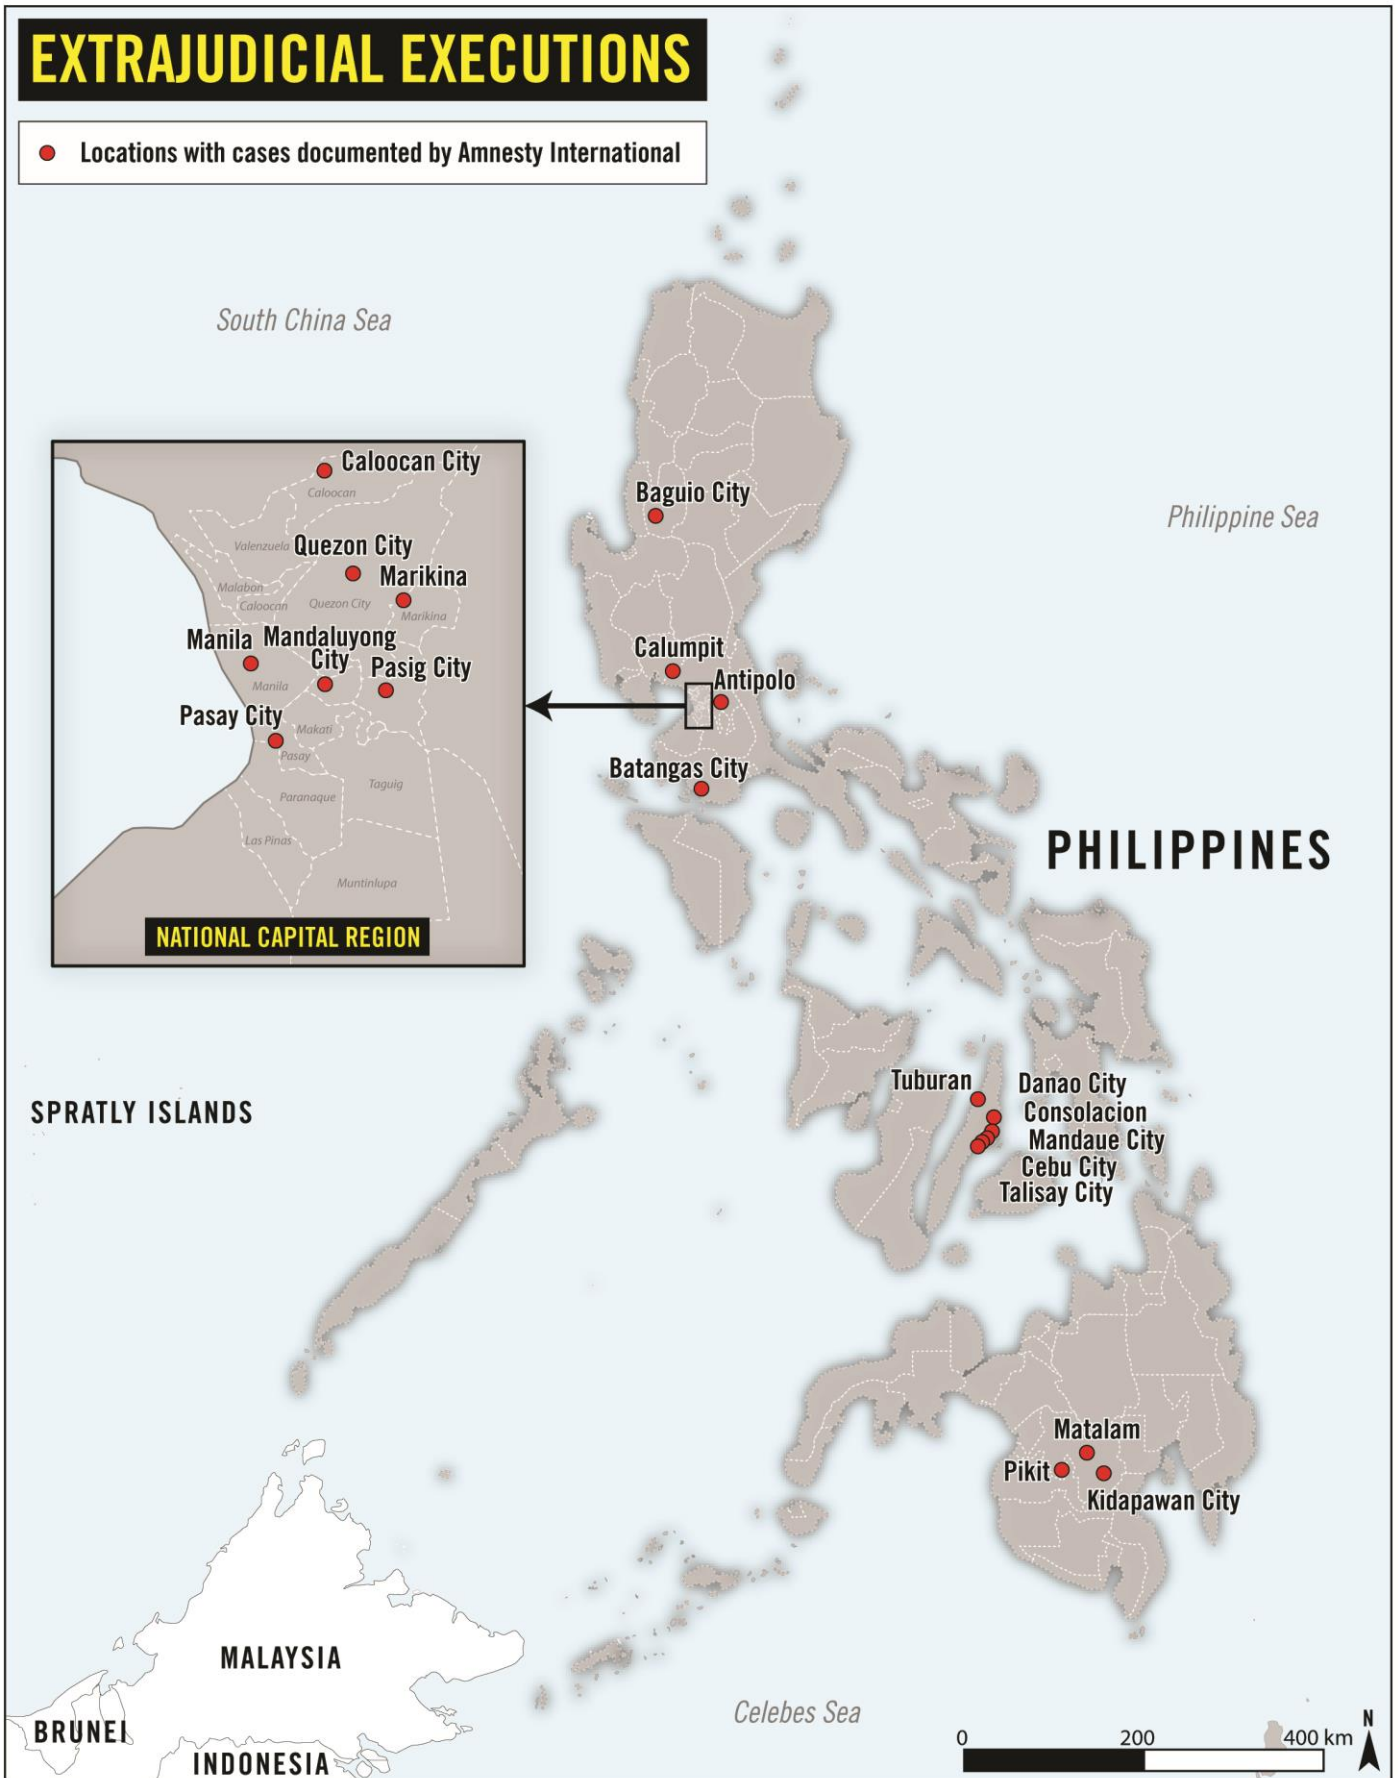 EXTRAJUDICIAL EXECUTIONS
Locations with cases documented by Amnesty International
South China Sea
Philippine Sea
Baguio City
Calumpit
Antipolo
Batangas City
PHILIPPINES
Caloocan City
Caloocan
Valenzuela
Quezon City
Marikina
Malabon
Caloocan
Quezon City
Marikina
Manila
Mandaluyong
City
Pasig City
Manila
Pasay City
Makati
Pasay
Taguig
Paranaque
Las Pinas
Muntinlupa
NATIONAL CAPITAL REGION
SPRATLY ISLANDS
Tuburan
Danao City
Consolacion
Mandaue City
Cebu City
Talisay City
Matalam
Pikit
Kidapawan City
MALAYSIA
BRUNEI
INDONESIA
Celebes Sea
0 200 400 km
N